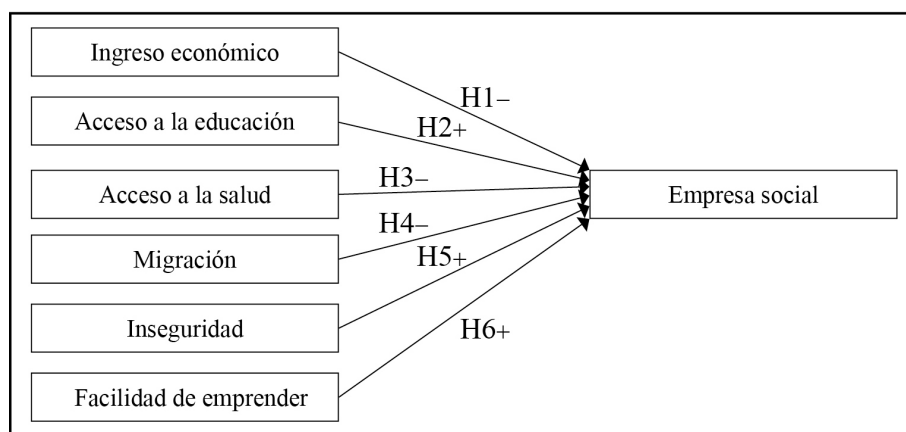 Ingreso económico
H1–
Acceso a la educación
H2+
Acceso a la salud
H3–
Empresa social
H4–
Migración
H5+
Inseguridad
H6+
Facilidad de emprender